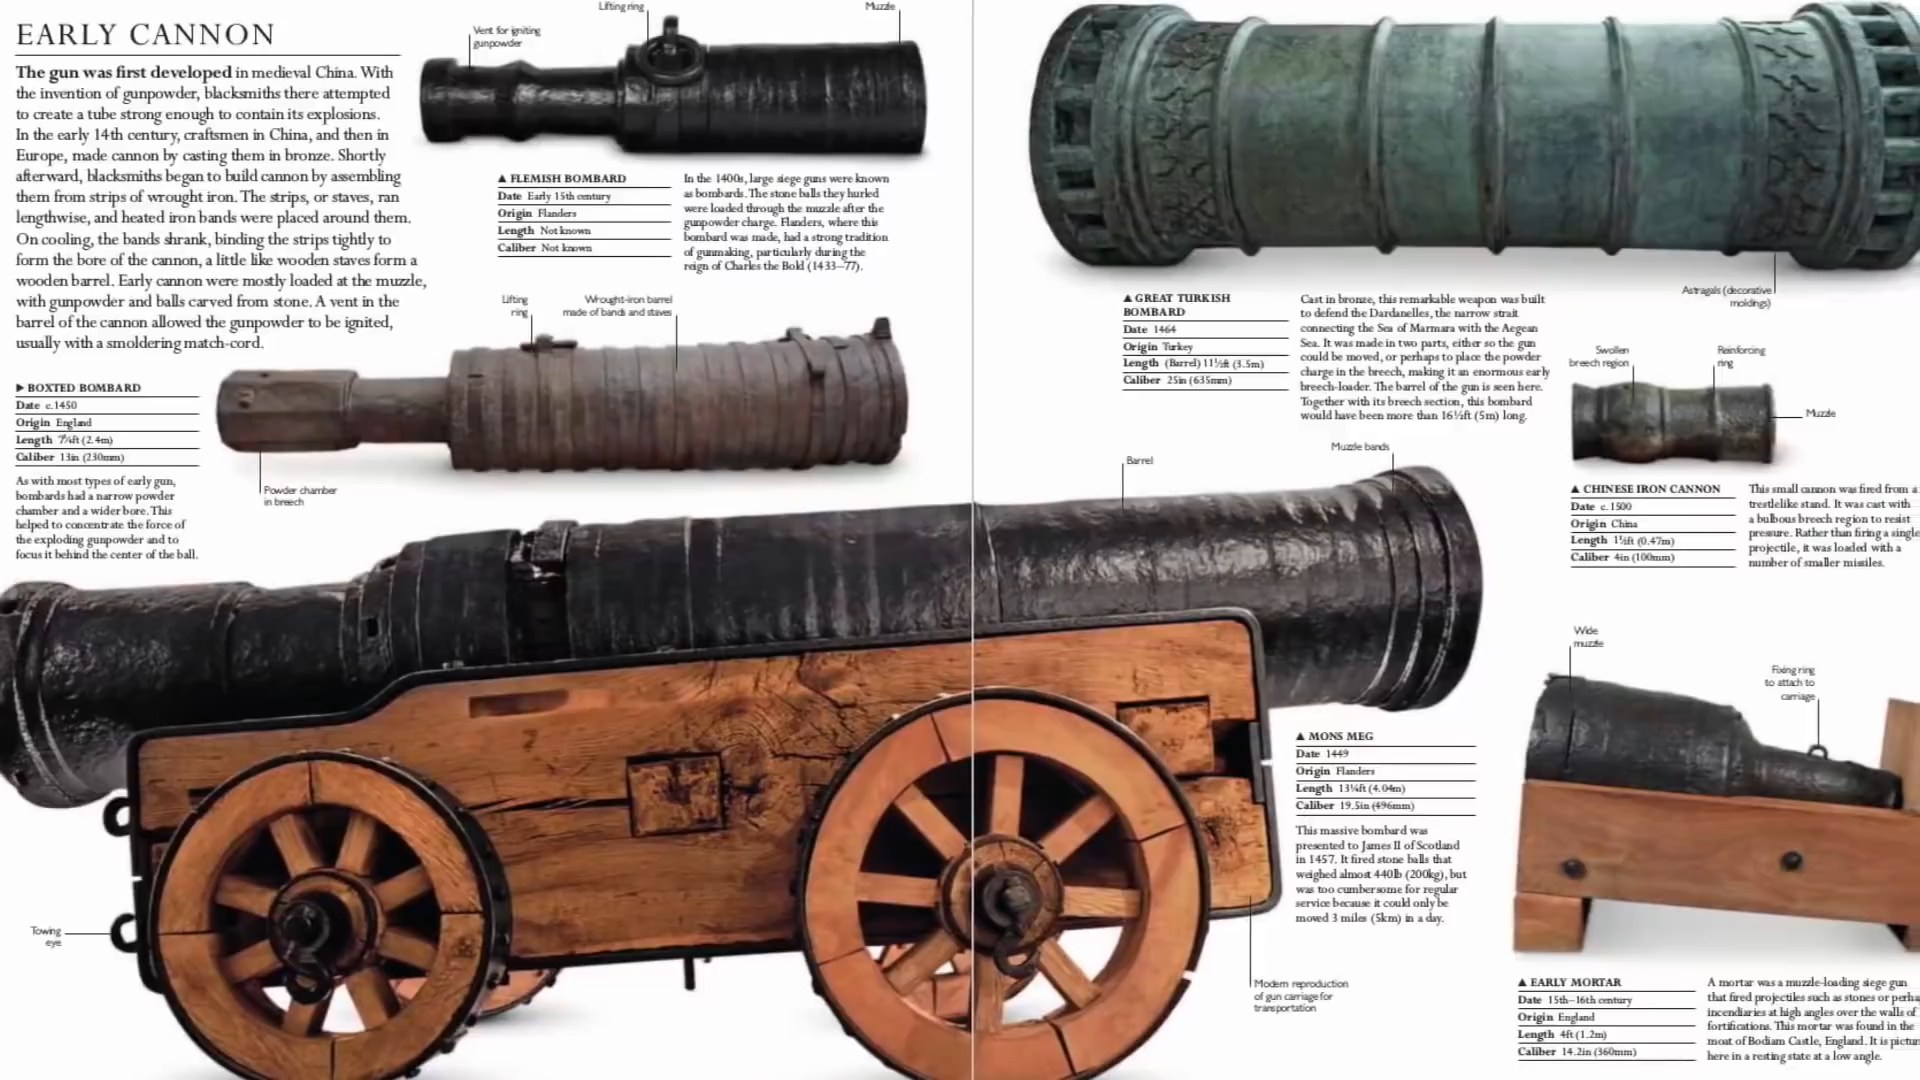 EARLY CANNON
The gun was first developed in medieval China. With
the invention of gunpowder, blacksmiths there attempted
to create a tube strong enough to contain its explosions.
In the early 14th century, craftsmen in China, and then in
Europe, made cannon by casting them in bronze. Shortly
afterward, blacksmiths began to build cannon by assembling
them from strips of wrought iron. The strips, or staves, ran
lengthwise, and heated iron bands were placed around them.
On cooling, the bands shrank, binding the strips tightly to
form the bore of the cannon, a little like wooden staves form a
wooden barrel. Early cannon were mostly loaded at the muzzle,
with gunpowder and balls carved from stone. A vent in the
barrel of the cannon allowed the gunpowder to be ignited,
usually with a smoldering match-cord.
Vent for igniting
gunpowder
Lifting ring
Muzzle
▲ FLEMISH BOMBARD
Date Early 15th century
Origin Flanders
Length Not known
Caliber Not known
In the 1400s, large siege guns were known
as bombards. The stone balls they hurled
were loaded through the muzzle after the
gunpowder charge. Flanders, where this
bombard was made, had a strong tradition
of gunmaking, particularly during the
reign of Charles the Bold (1433–77).
Lifting
ring
Wrought-iron barrel
made of bands and staves
▶ BOXTED BOMBARD
Date c.1450
Origin England
Length 7¾ft (2.4m)
Caliber 13in (230mm)
As with most types of early gun,
bombards had a narrow powder
chamber and a wider bore. This
helped to concentrate the force of
the exploding gunpowder and to
focus it behind the center of the ball.
Powder chamber
in breech
Towing
eye
Astragals (decorative
moldings)
▲ GREAT TURKISH
BOMBARD
Date 1464
Origin Turkey
Length (Barrel) 11½ft (3.5m)
Caliber 25in (635mm)
Cast in bronze, this remarkable weapon was built
to defend the Dardanelles, the narrow strait
connecting the Sea of Marmara with the Aegean
Sea. It was made in two parts, either so the gun
could be moved, or perhaps to place the powder
charge in the breech, making it an enormous early
breech-loader. The barrel of the gun is seen here.
Together with its breech section, this bombard
would have been more than 16½ft (5m) long.
Swollen
breech region
Reinforcing
ring
Muzzle
▲ CHINESE IRON CANNON
Date c. 1500
Origin China
Length 1½ft (0.47m)
Caliber 4in (100mm)
This small cannon was fired from a
trestlelike stand. It was cast with
a bulbous breech region to resist
pressure. Rather than firing a single
projectile, it was loaded with a
number of smaller missiles.
Barrel
Muzzle bands
▲ MONS MEG
Date 1449
Origin Flanders
Length 13¼ft (4.04m)
Caliber 19.5in (496mm)
This massive bombard was
presented to James II of Scotland
in 1457. It fired stone balls that
weighed almost 440lb (200kg), but
was too cumbersome for regular
service because it could only be
moved 3 miles (5km) in a day.
Modern reproduction
of gun carriage for
transportation
Wide
muzzle
Fixing ring
to attach to
carriage
▲ EARLY MORTAR
Date 15th–16th century
Origin England
Length 4ft (1.2m)
Caliber 14.2in (360mm)
A mortar was a muzzle-loading siege gun
that fired projectiles such as stones or
incendiaries at high angles over the walls of
fortifications. This mortar was found in the
moat of Bodiam Castle, England. It is
here in a resting state at a low angle.